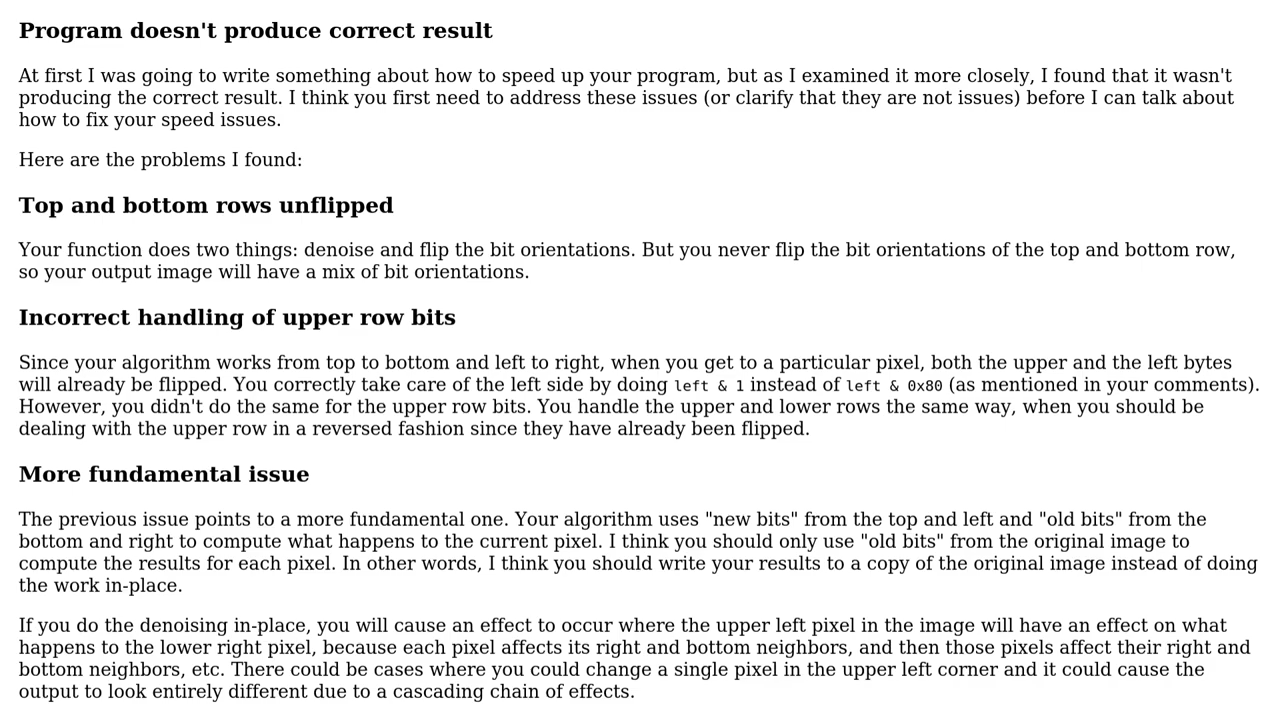 Program doesn't produce correct result
At first I was going to write something about how to speed up your program, but as I examined it more closely, I found that it wasn't
producing the correct result. I think you first need to address these issues (or clarify that they are not issues) before I can talk about
how to fix your speed issues.
Here are the problems I found:
Top and bottom rows unflipped
Your function does two things: denoise and flip the bit orientations. But you never flip the bit orientations of the top and bottom row,
so your output image will have a mix of bit orientations.
Incorrect handling of upper row bits
Since your algorithm works from top to bottom and left to right, when you get to a particular pixel, both the upper and the left bytes
will already be flipped. You correctly take care of the left side by doing left & 1 instead of left & 0x80 (as mentioned in your comments).
However, you didn't do the same for the upper row bits. You handle the upper and lower rows the same way, when you should be
dealing with the upper row in a reversed fashion since they have already been flipped.
More fundamental issue
The previous issue points to a more fundamental one. Your algorithm uses "new bits" from the top and left and "old bits" from the
bottom and right to compute what happens to the current pixel. I think you should only use "old bits" from the original image to
compute the results for each pixel. In other words, I think you should write your results to a copy of the original image instead of doing
the work in-place.
If you do the denoising in-place, you will cause an effect to occur where the upper left pixel in the image will have an effect on what
happens to the lower right pixel, because each pixel affects its right and bottom neighbors, and then those pixels affect their right and
bottom neighbors, etc. There could be cases where you could change a single pixel in the upper left corner and it could cause the
output to look entirely different due to a cascading chain of effects.